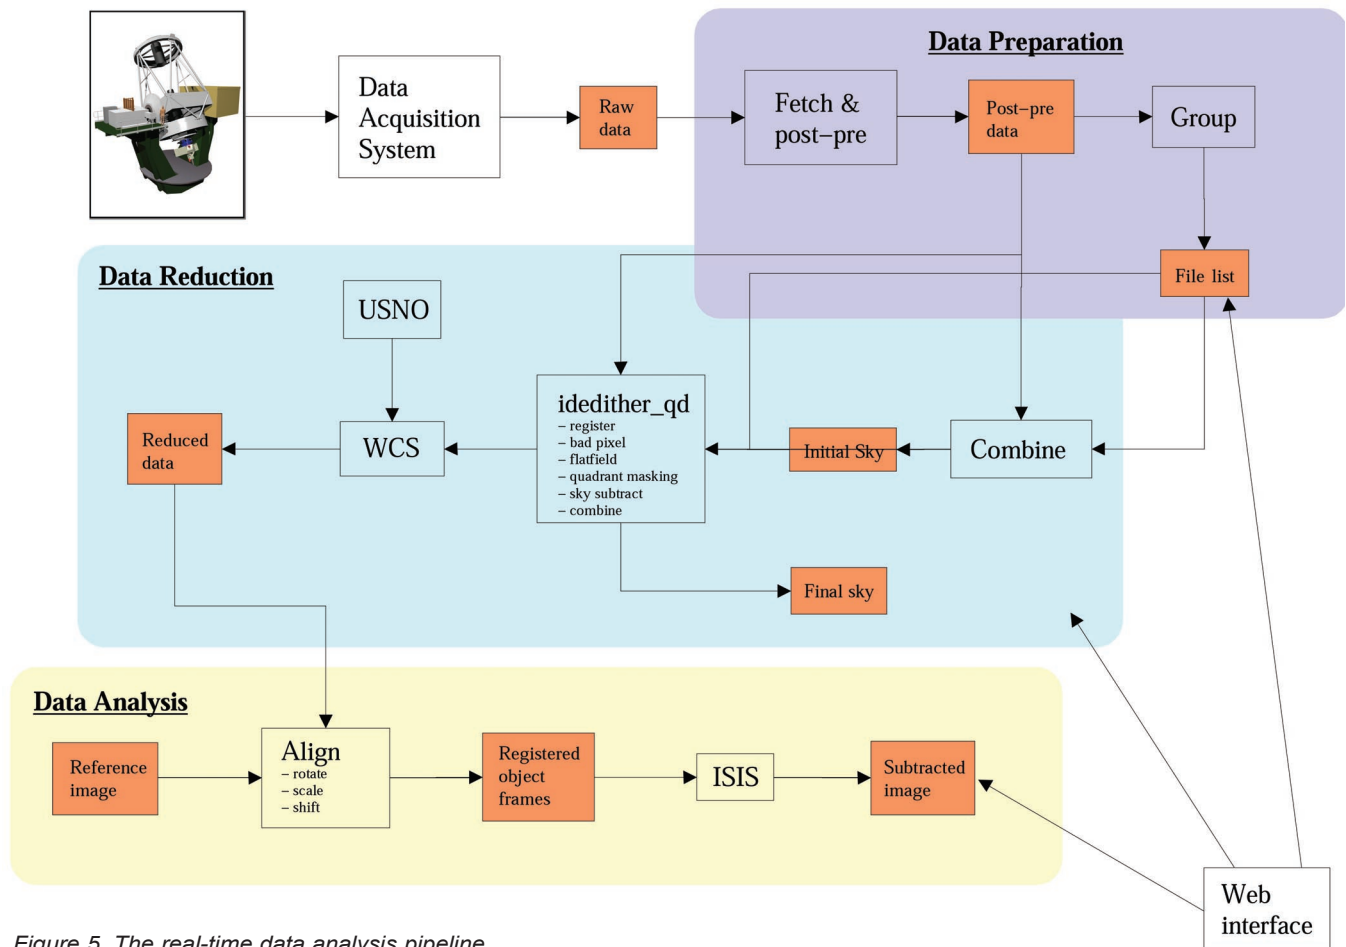 Data Preparation
Data
Acquisition
System
Raw
data
Fetch &
post−pre
Post−pre
data
Group
File list
Data Reduction
USNO
idedither_qd
− register
− bad pixel
− flatfield
− quadrant masking
− sky subtract
− combine
Reduced
data
WCS
Initial Sky
Combine
Final sky
Data Analysis
Reference
image
Align
− rotate
− scale
− shift
Registered
object
frames
ISIS
Subtracted
image
Web
interface
Figure 5. The real-time data analysis pipeline